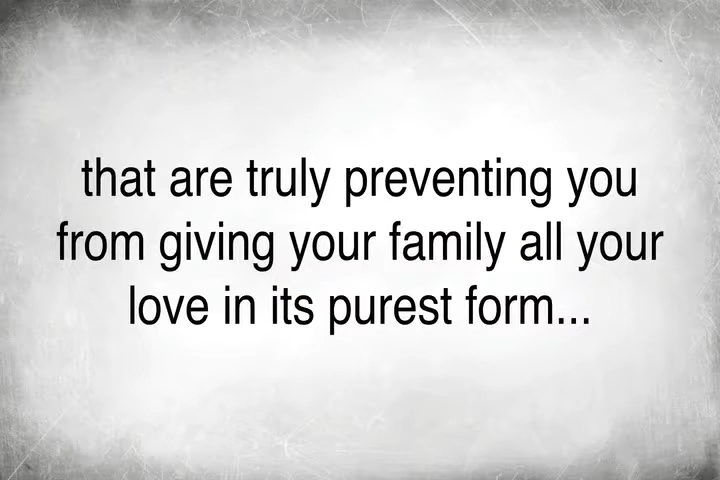 that are truly preventing you
from giving your family all your
love in its purest form...